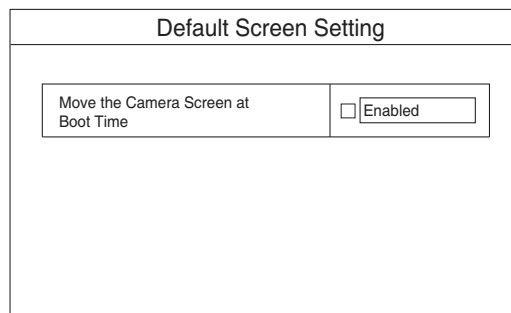 Default Screen Setting
Move the Camera Screen at
Boot Time
Enabled